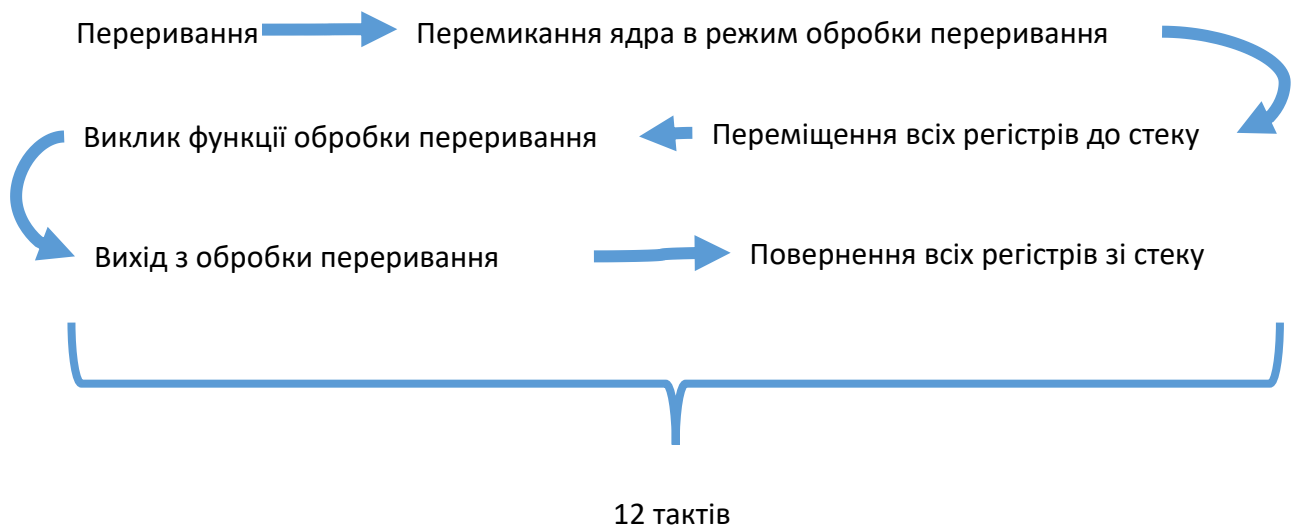 Переривання Перемикання ядра в режим обробки переривання
Виклик функції обробки переривання Переміщення всіх регістрів до стеку
Вихід з обробки переривання Повернення всіх регістрів зі стеку
12 тактів